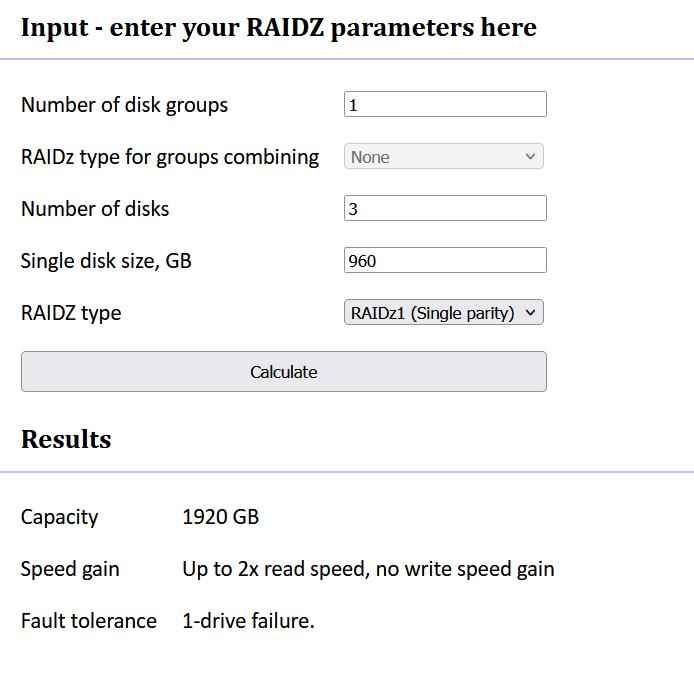 Input - enter your RAIDZ parameters here
Number of disk groups 1
RAIDz type for groups combining None
Number of disks 3
Single disk size, GB 960
RAIDZ type RAIDz1 (Single parity)
Calculate
Results
Capacity 1920 GB
Speed gain Up to 2x read speed, no write speed gain
Fault tolerance 1-drive failure.